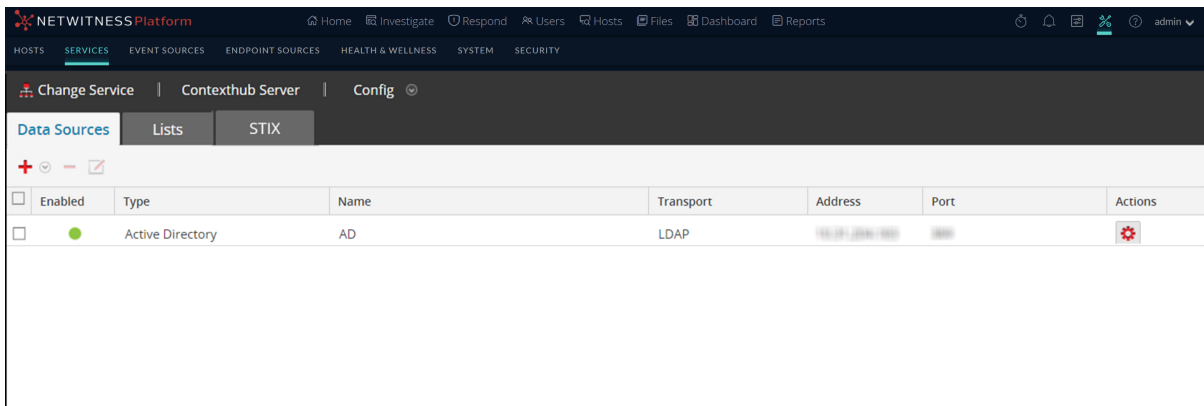 NETWITNESS Platform Home Investigate Respond Users Hosts Files Dashboard Reports admin
HOSTS SERVICES EVENT SOURCES ENDPOINT SOURCES HEALTH & WELLNESS SYSTEM SECURITY
Change Service | Contexthub Server | Config
Data Sources Lists STIX
Enabled Type Name Transport Address Port Actions
Active Directory AD LDAP